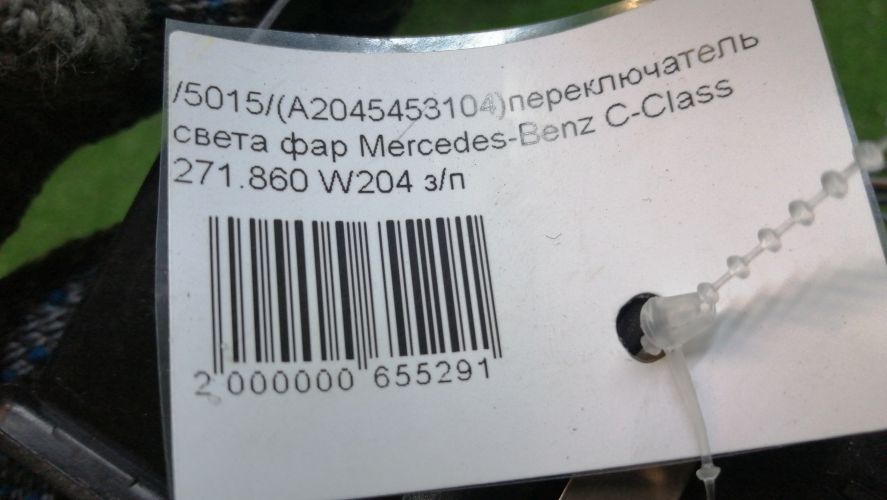 /5015/(A2045453104)переключатель
света фар Mercedes-Benz C-Class
271.860 W204 з/п
2 000000 655291